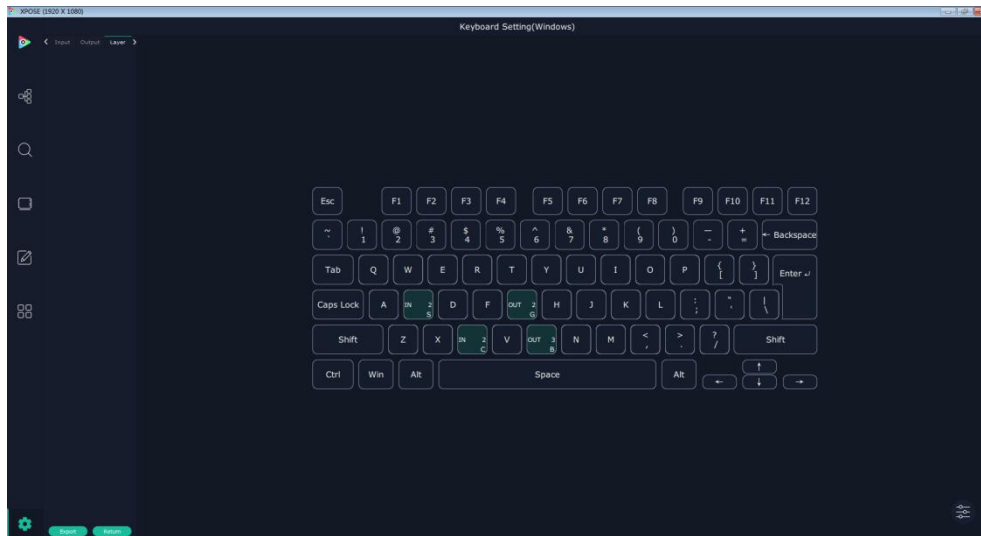 XPOSE (1920 X 1080)
Keyboard Setting(Windows)
< Input Output Layer >
Esc F1 F2 F3 F4 F5 F6 F7 F8 F9 F10 F11 F12
~ ! @ # $ % ^ & * ( ) — +
` 1 2 3 4 5 6 7 8 9 0 - = ← Backspace
Tab Q W E R T Y U I O P { } Enter ↵
[ ]
Caps Lock A IN 2 D F OUT 2 H J K L : " |
S G ; ' \
Shift Z X IN 2 V OUT 3 N M < > ? Shift
C B , . /
Ctrl Win Alt Space Alt ← ↑ ↓ →
Export Return